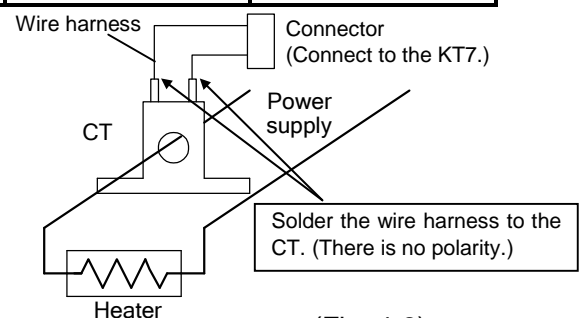 Wire harness
Connector
(Connect to the KT7.)
Power
supply
CT
Solder the wire harness to the
CT. (There is no polarity.)
Heater